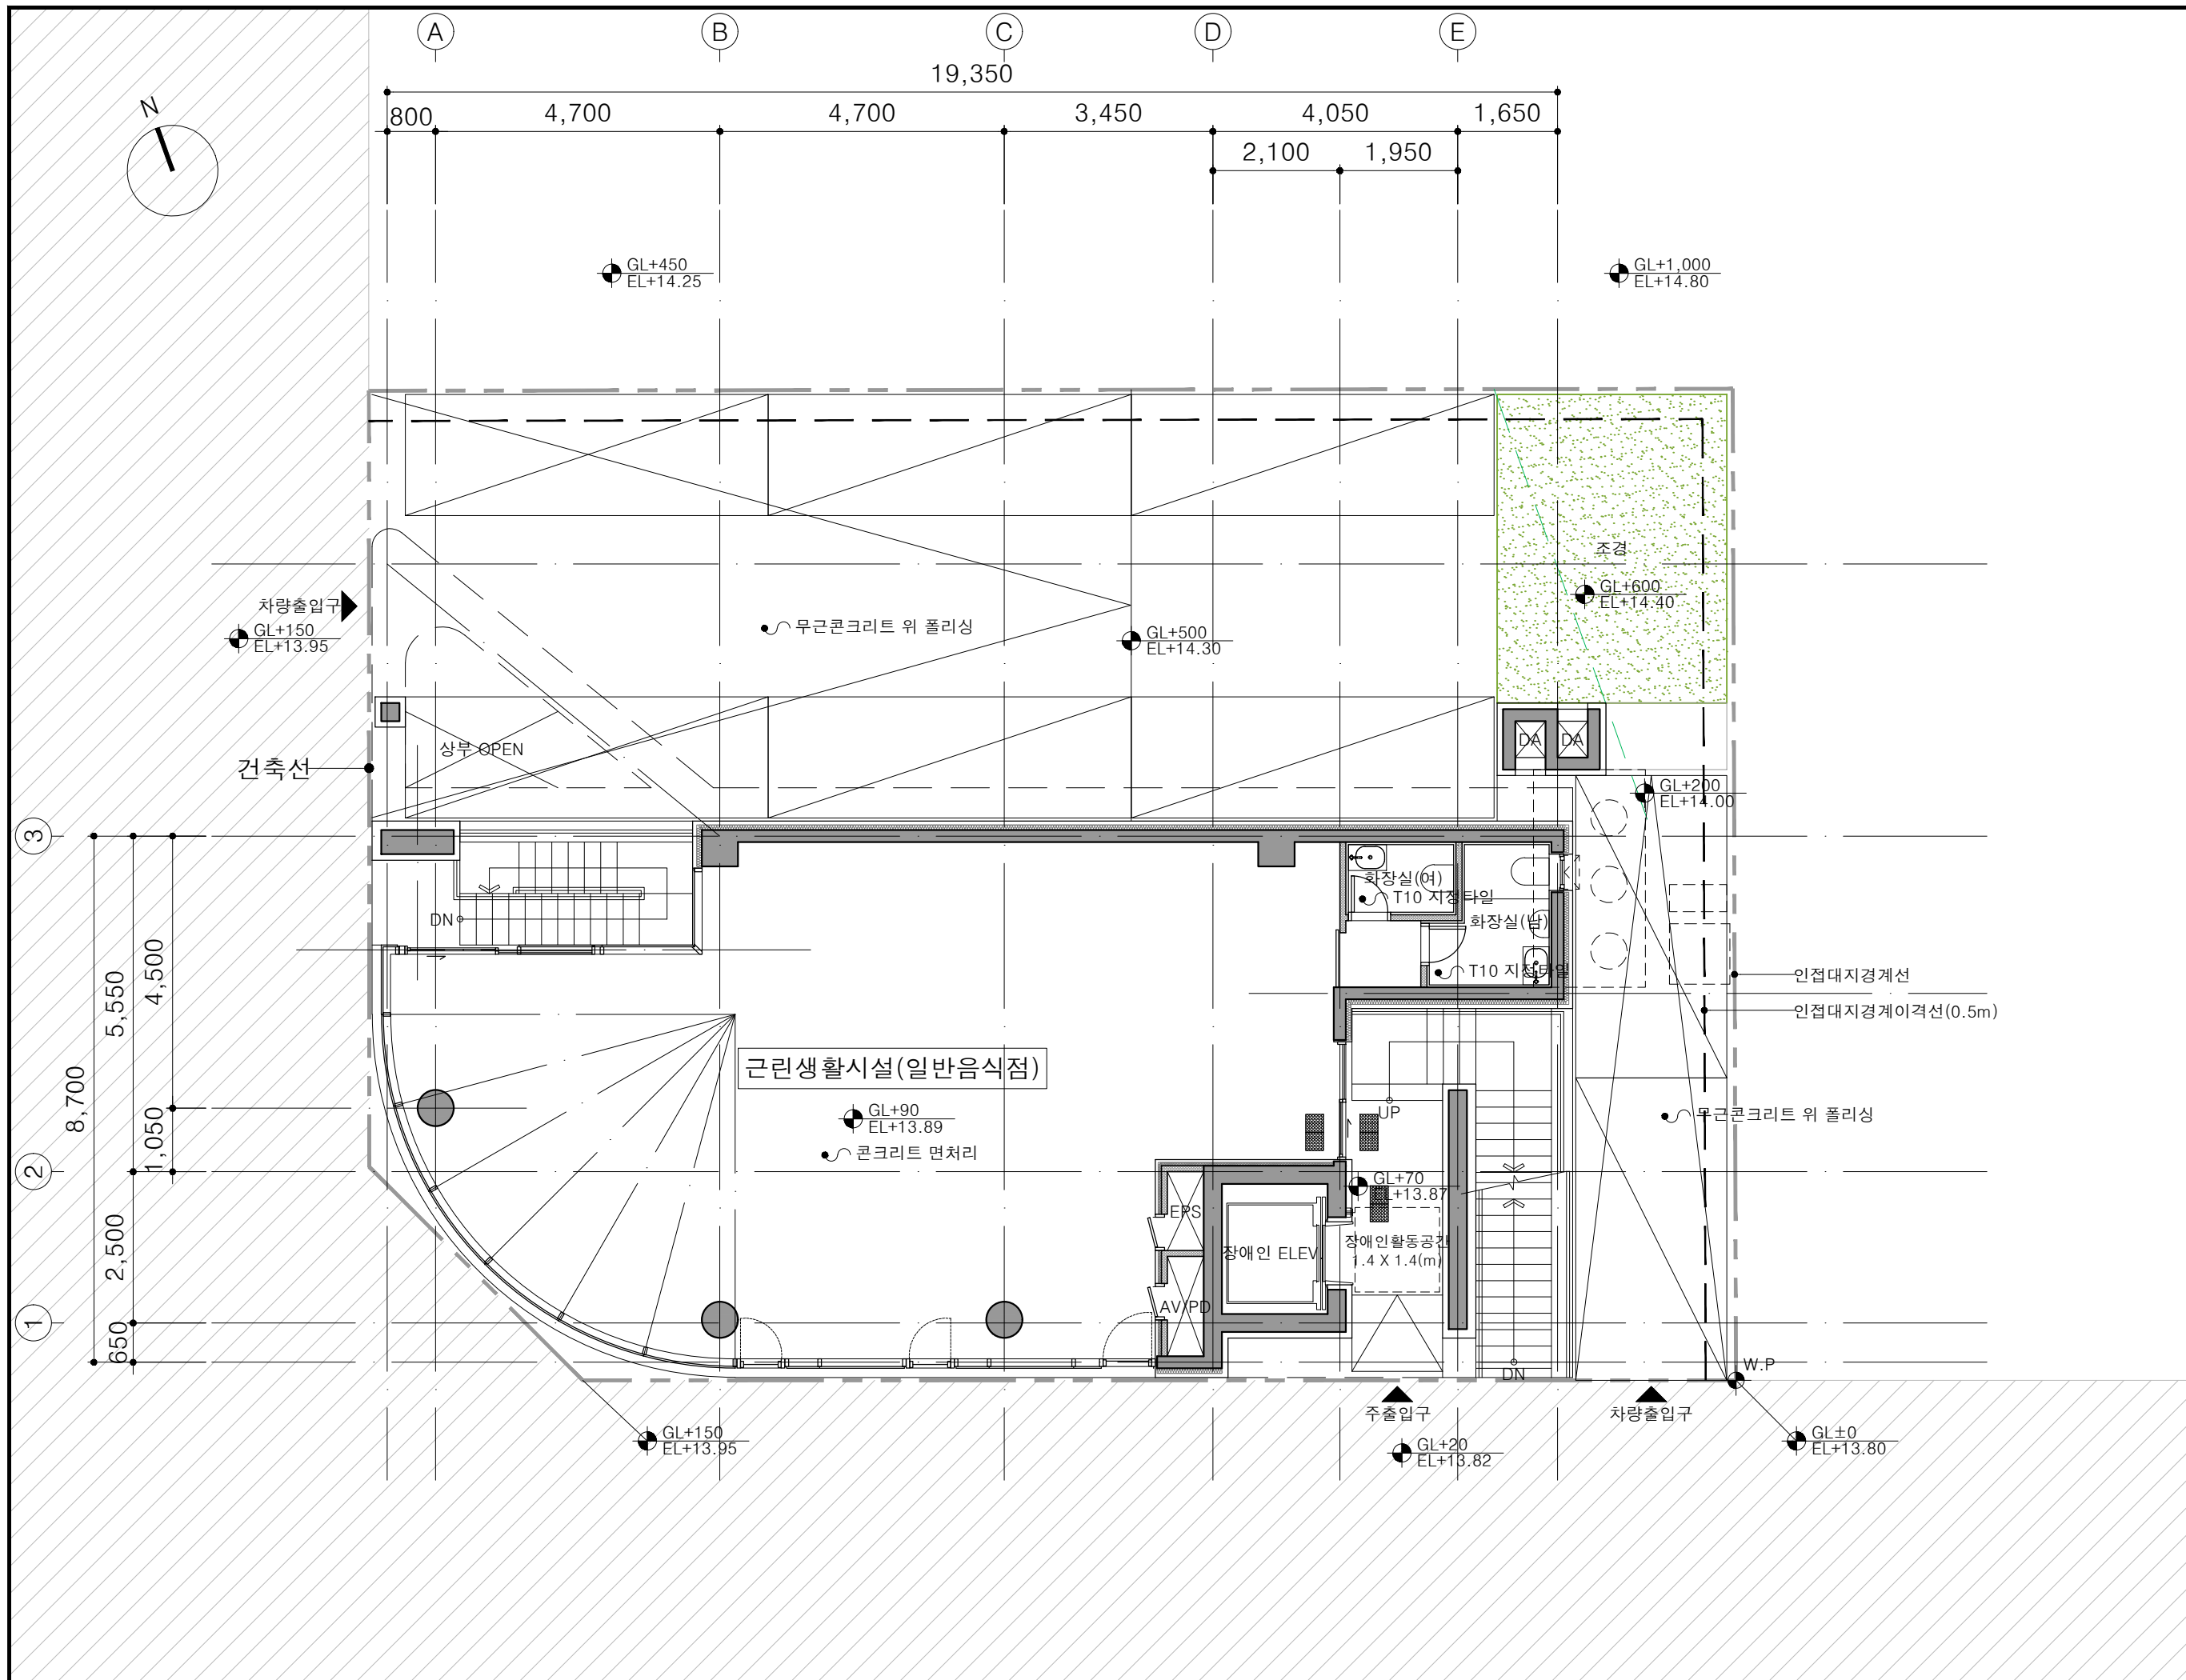 A
B
C
D
E
19,350
800
4,700
4,700
3,450
4,050
1,650
2,100
1,950
N
GL+450
EL+14.25
GL+1,000
EL+14.80
조경
GL+600
EL+14.40
차량출입구
GL+150
EL+13.95
무근콘크리트 위 폴리싱
GL+500
EL+14.30
상부 OPEN
건축선
DA
DA
GL+200
EL+14.00
3
화장실(여)
T10 지정타일
화장실(남)
DN
T10 지정타일
인접대지경계선
인접대지경계이격선(0.5m)
4,500
5,550
8,700
1,050
2,500
650
근린생활시설(일반음식점)
GL+90
EL+13.89
콘크리트 면처리
UP
무근콘크리트 위 폴리싱
2
GL+70
EL+13.87
EPS
장애인 ELEV.
장애인활동공간
1.4 X 1.4(m)
AV/PD
1
W.P
DN
주출입구
차량출입구
GL+150
EL+13.95
GL+20
EL+13.82
GL±0
EL+13.80